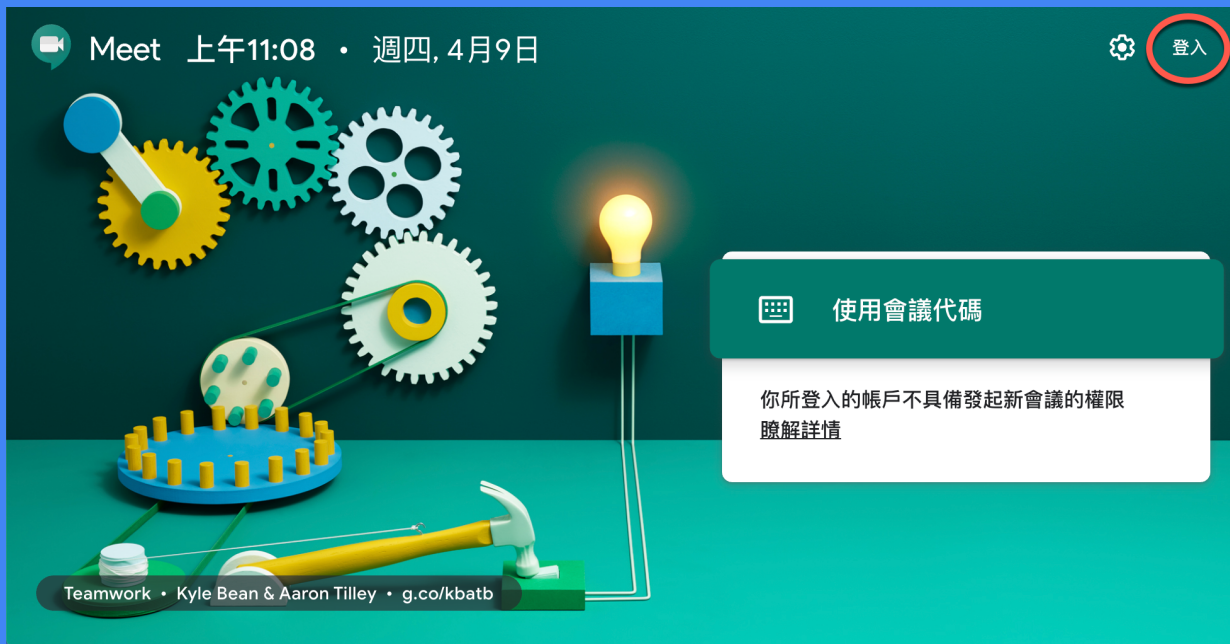 Meet 上午11:08 • 週四, 4月9日
登入
使用會議代碼
你所登入的帳戶不具備發起新會議的權限
瞭解詳情
Teamwork • Kyle Bean & Aaron Tilley • g.co/kbatb